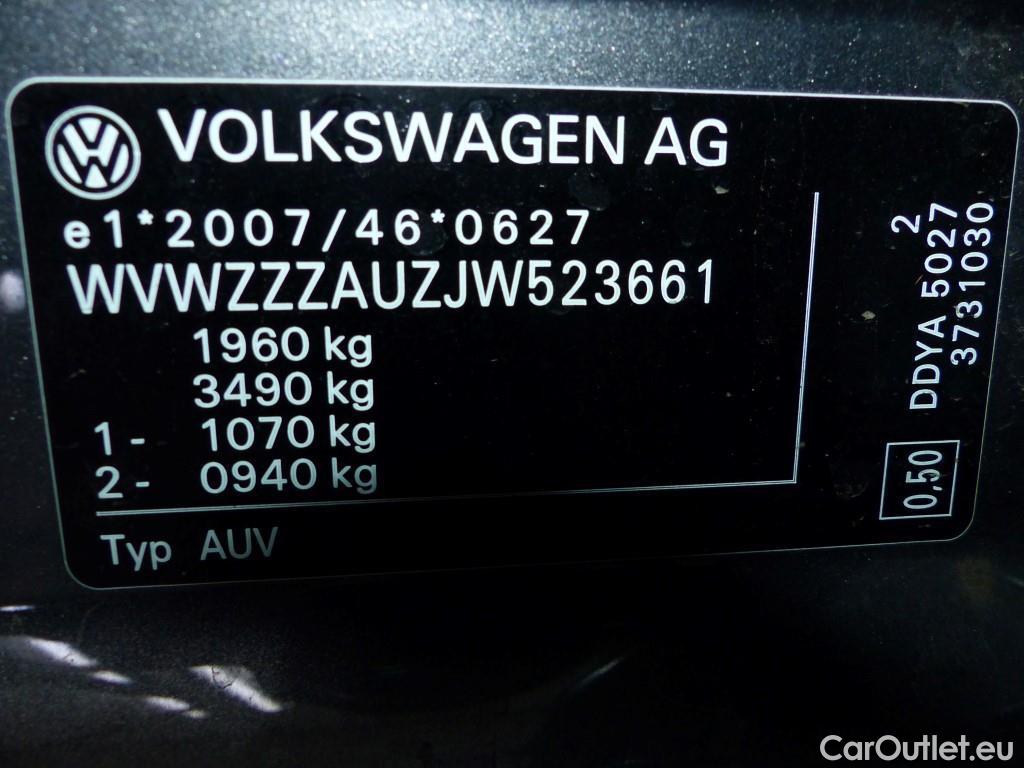 VOLKSWAGEN AG
e1*2007/46*0627
WVWZZZAUZJW523661
1960 kg
3490 kg
1- 1070 kg
2- 0940 kg
Typ AUV
2
DDYA 5027
3731030
0,50
CarOutlet.eu